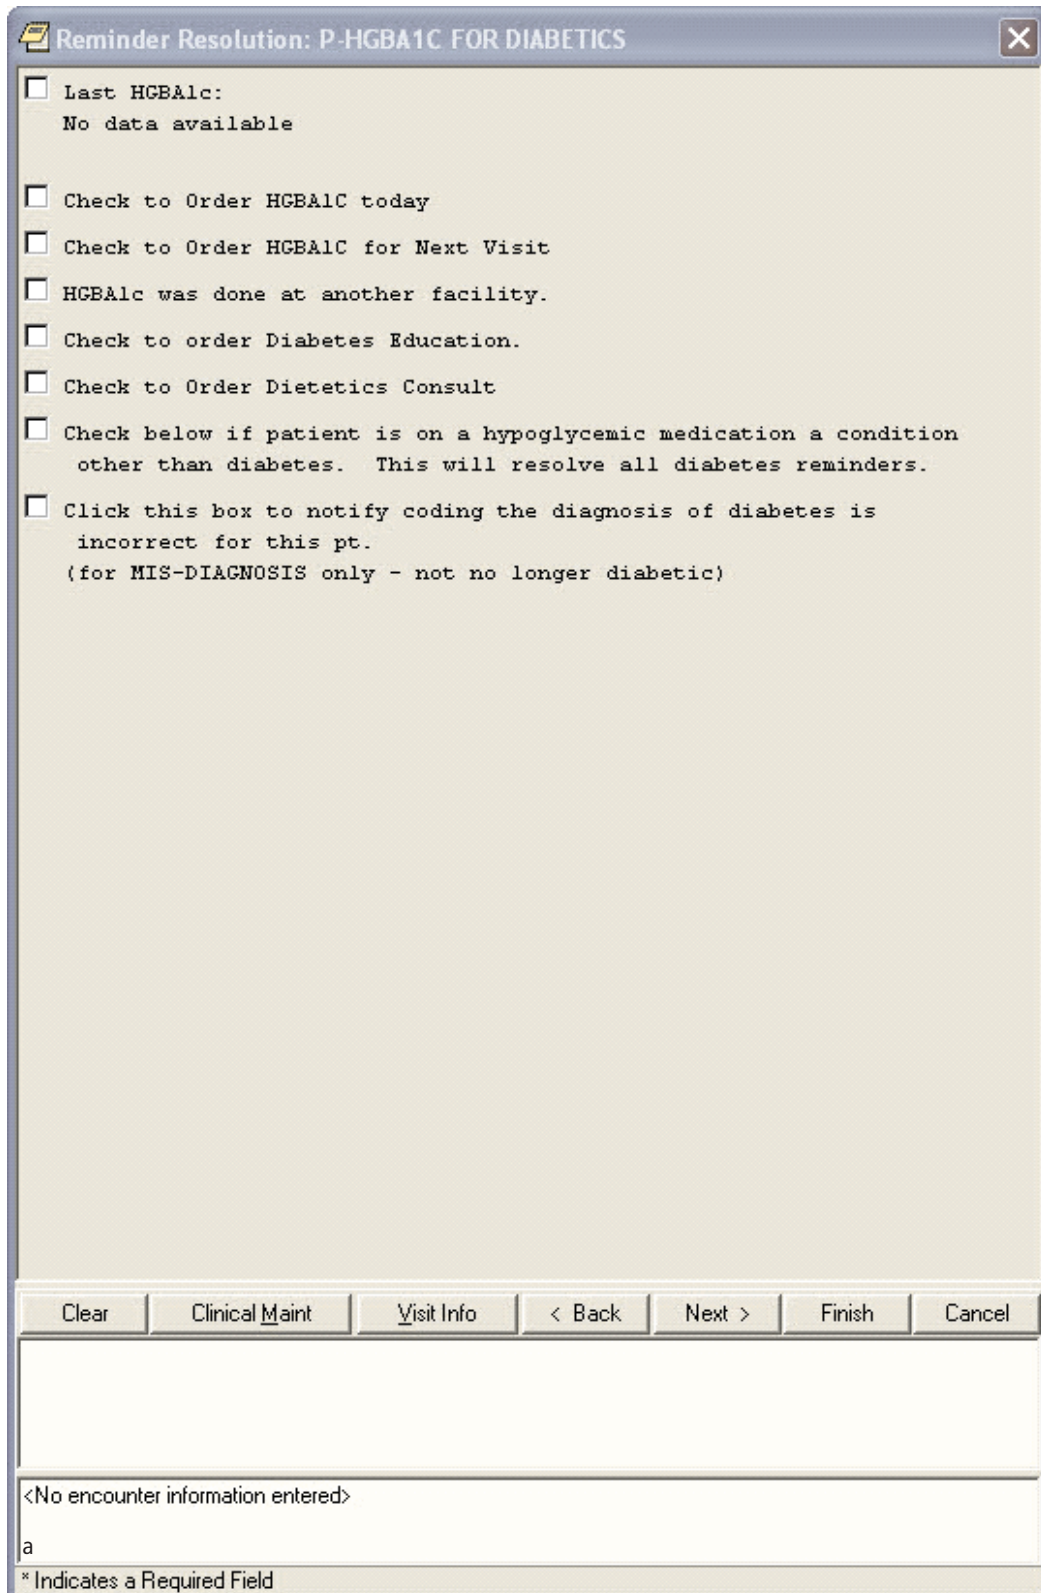 Reminder Resolution: P-HGBA1C FOR DIABETICS
Last HGBA1c:
No data available
Check to Order HGBA1C today
Check to Order HGBA1C for Next Visit
HGBA1c was done at another facility.
Check to order Diabetes Education.
Check to Order Dietetics Consult
Check below if patient is on a hypoglycemic medication a condition
other than diabetes.  This will resolve all diabetes reminders.
Click this box to notify coding the diagnosis of diabetes is
incorrect for this pt.
(for MIS-DIAGNOSIS only - not no longer diabetic)
Clear Clinical Maint Visit Info < Back Next > Finish Cancel
<No encounter information entered>
a
* Indicates a Required Field